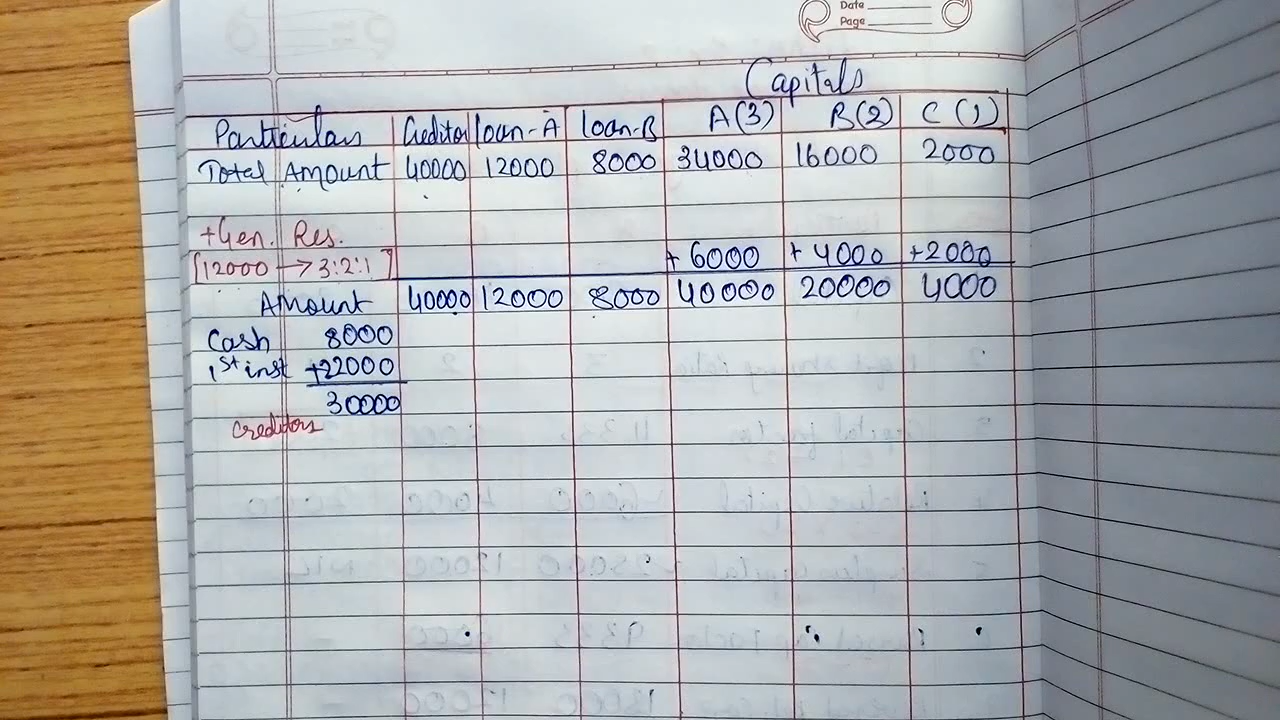 Date
Page
Capitals
Particulars Creditor loan-A loan-B A(3) B(2) C (1)
Total Amount 40000 12000 8000 34000 16000 2000
+Gen. Res.
[12000 → 3:2:1] + 6000 + 4000 +2000
Amount 40000 12000 8000 40000 20000 4000
Cash 8000
1st inst +22000
30000
creditors